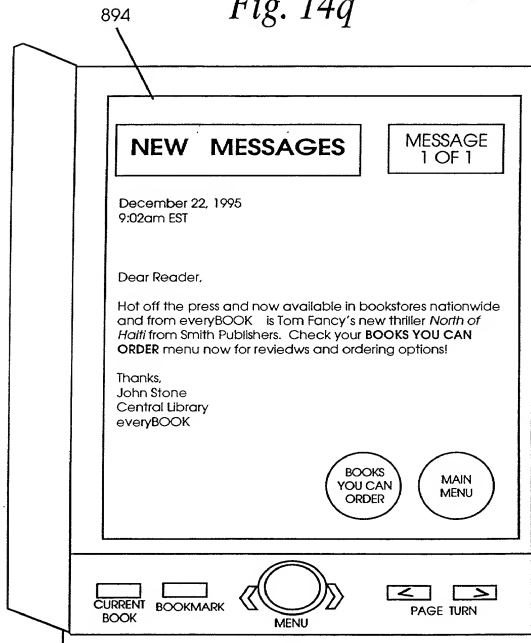 Fig. 14q
894
NEW MESSAGES
MESSAGE
1 OF 1
December 22, 1995
9:02am EST
Dear Reader,
Hot off the press and now available in bookstores nationwide
and from everyBOOK is Tom Fancy's new thriller North of
Haiti from Smith Publishers. Check your BOOKS YOU CAN
ORDER menu now for reviedws and ordering options!
Thanks,
John Stone
Central Library
everyBOOK
BOOKS
YOU CAN
ORDER
MAIN
MENU
CURRENT
BOOK
BOOKMARK
MENU
< >
PAGE TURN